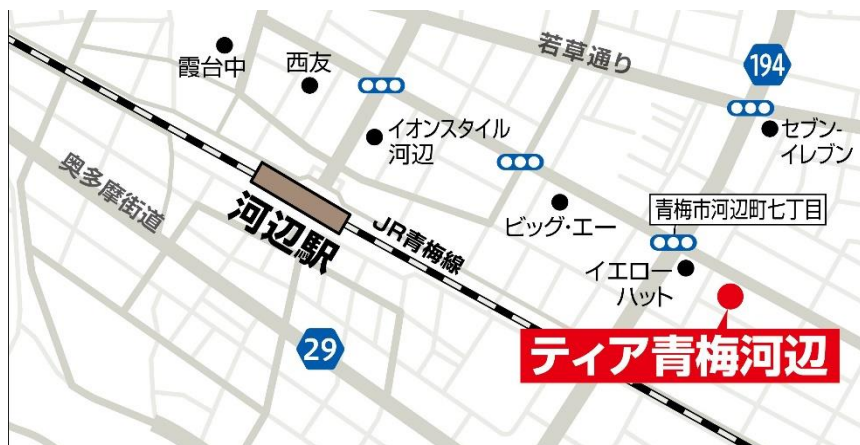 若草通り
194
霞台中
西友
イオンスタイル
河辺
セブン-
イレブン
奥多摩街道
河辺駅
JR青梅線
ビッグ・エー
青梅市河辺町七丁目
イエロー
ハット
29
ティア青梅河辺